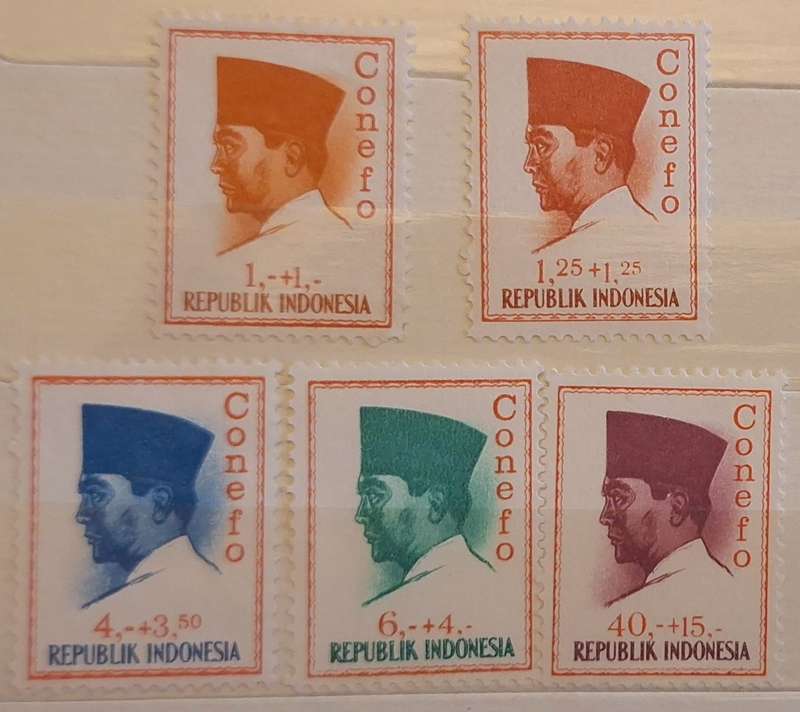 Conefo
1,-+1,-
REPUBLIK INDONESIA
Conefo
1,25+1,25
REPUBLIK INDONESIA
Conefo
4,-+3,50
REPUBLIK INDONESIA
Conefo
6,-+4,-
REPUBLIK INDONESIA
Conefo
40,-+15,-
REPUBLIK INDONESIA